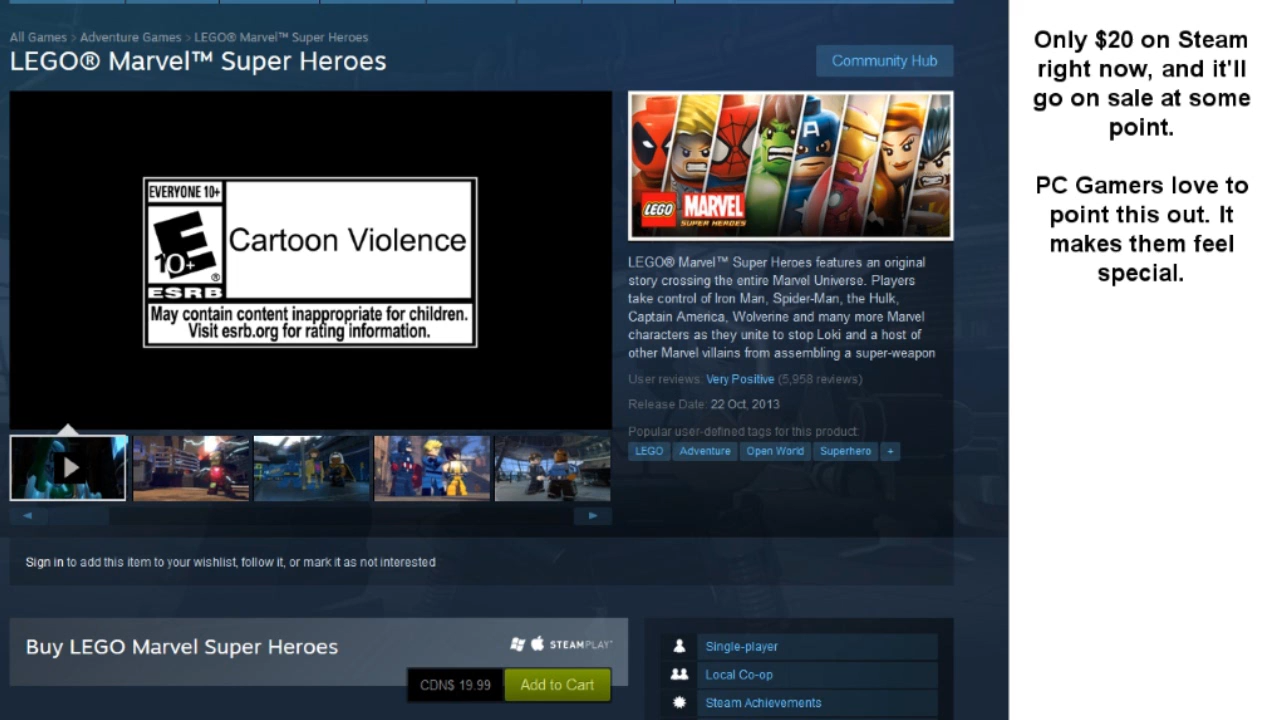 All Games > Adventure Games > LEGO® Marvel™ Super Heroes
LEGO® Marvel™ Super Heroes
Community Hub
EVERYONE 10+
E
10+
®
ESRB
Cartoon Violence
May contain content inappropriate for children.
Visit esrb.org for rating information.
A
LEGO MARVEL
SUPER HEROES
LEGO® Marvel™ Super Heroes features an original
story crossing the entire Marvel Universe. Players
take control of Iron Man, Spider-Man, the Hulk,
Captain America, Wolverine and many more Marvel
characters as they unite to stop Loki and a host of
other Marvel villains from assembling a super-weapon
User reviews: Very Positive (5,958 reviews)
Release Date: 22 Oct, 2013
Popular user-defined tags for this product:
LEGO Adventure Open World Superhero +
Sign in to add this item to your wishlist, follow it, or mark it as not interested
Buy LEGO Marvel Super Heroes
STEAMPLAY
CDN$ 19.99
Add to Cart
Single-player
Local Co-op
Steam Achievements
Only $20 on Steam
right now, and it'll
go on sale at some
point.
PC Gamers love to
point this out. It
makes them feel
special.